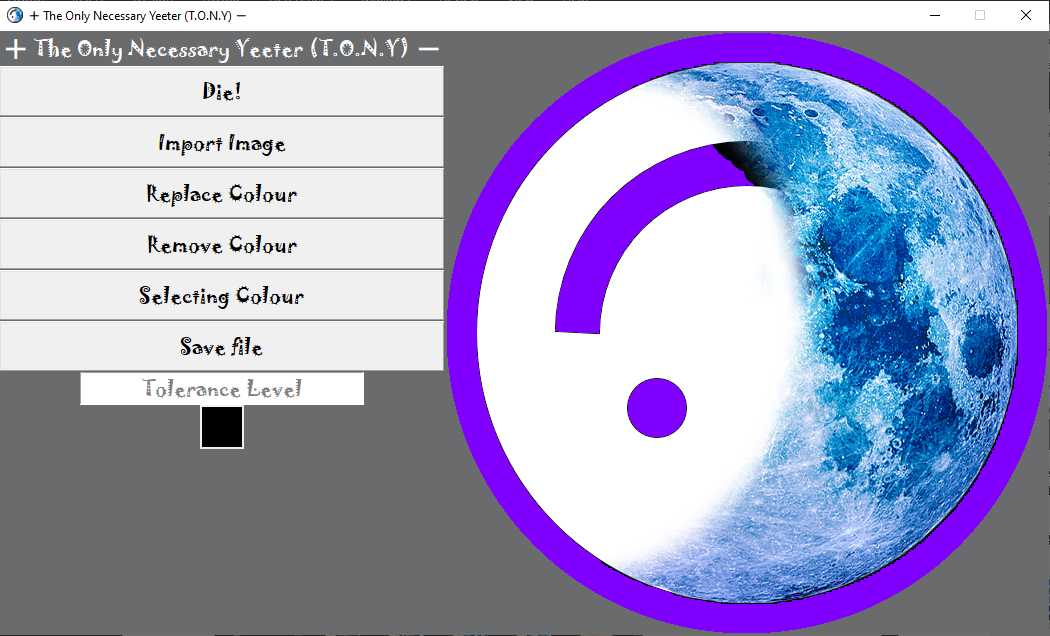 + The Only Necessary Yeeter (T.O.N.Y) −
+ The Only Necessary Yeeter (T.O.N.Y) −
Die!
Import Image
Replace Colour
Remove Colour
Selecting Colour
Save file
Tolerance Level